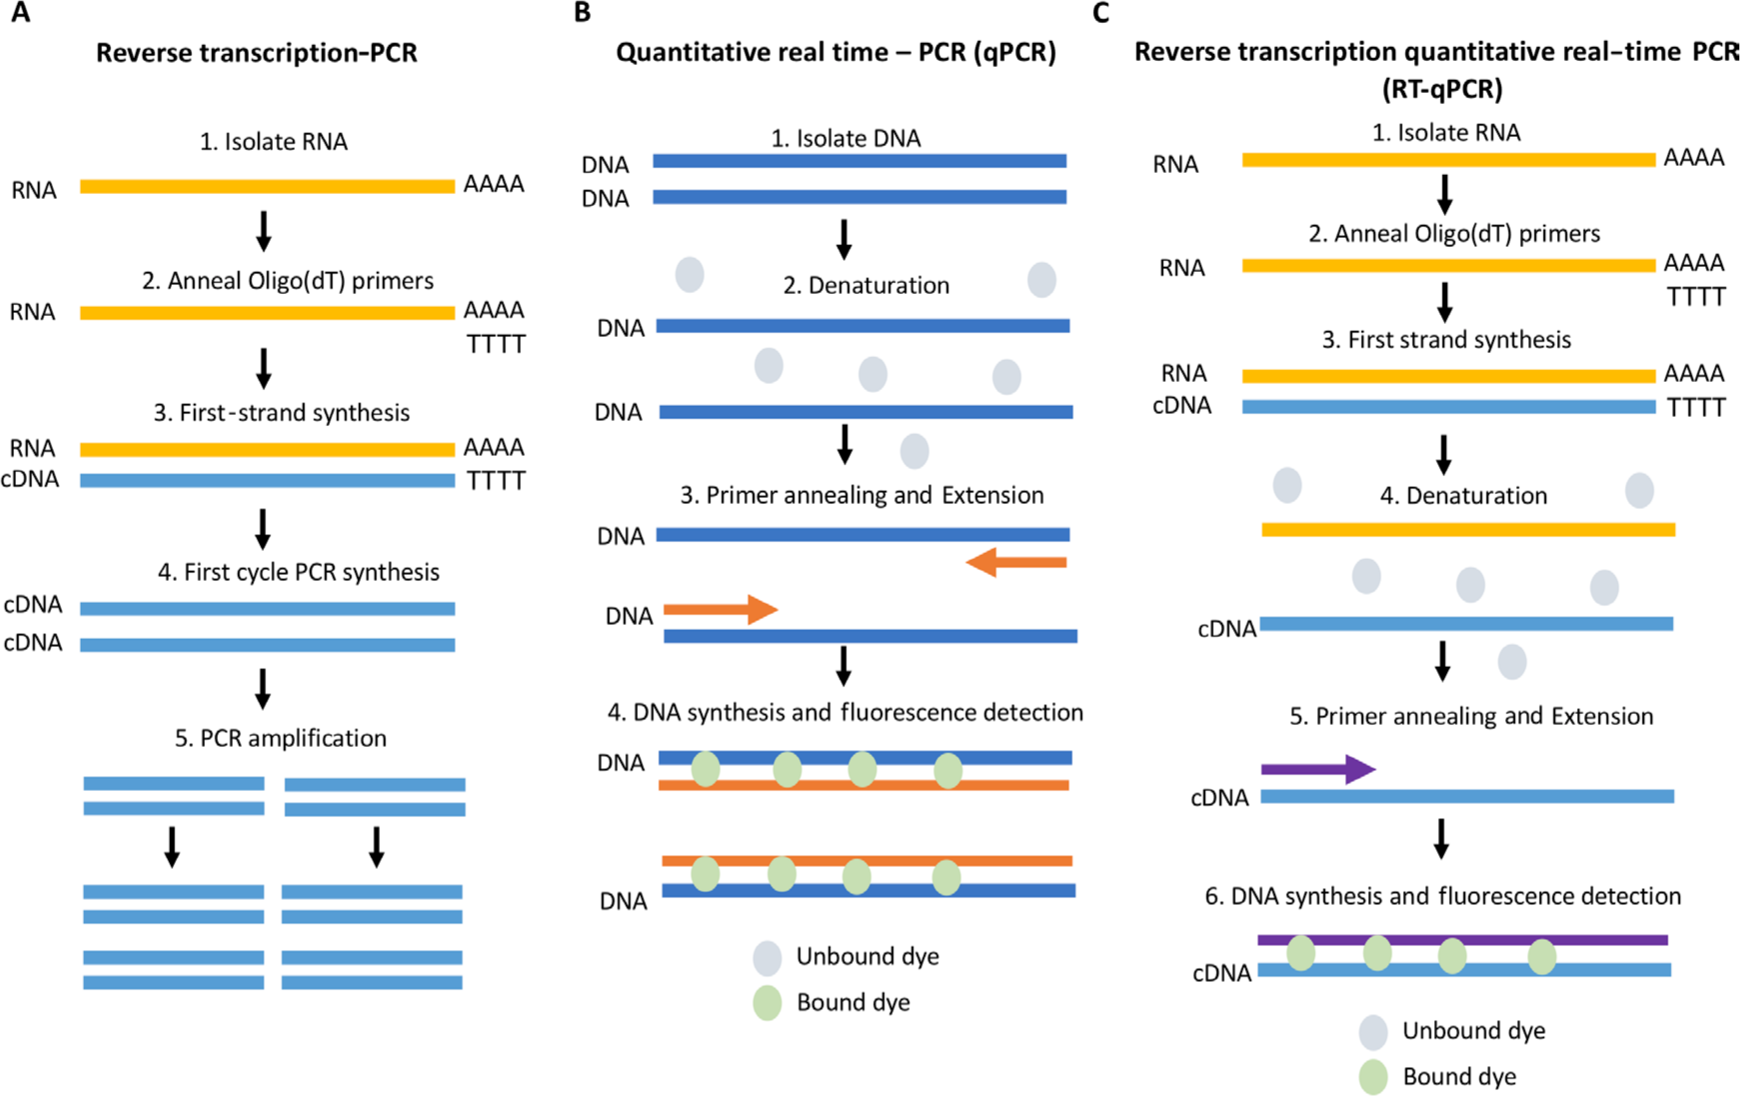 A
Reverse transcription-PCR
1. Isolate RNA
RNA AAAA
2. Anneal Oligo(dT) primers
RNA AAAA
TTTT
3. First-strand synthesis
RNA AAAA
cDNA TTTT
4. First cycle PCR synthesis
cDNA
cDNA
5. PCR amplification
B
Quantitative real time – PCR (qPCR)
1. Isolate DNA
DNA
DNA
2. Denaturation
DNA
DNA
3. Primer annealing and Extension
DNA
DNA
4. DNA synthesis and fluorescence detection
DNA
DNA
Unbound dye
Bound dye
C
Reverse transcription quantitative real-time PCR
(RT-qPCR)
1. Isolate RNA
RNA AAAA
2. Anneal Oligo(dT) primers
RNA AAAA
TTTT
3. First strand synthesis
RNA AAAA
cDNA TTTT
4. Denaturation
cDNA
5. Primer annealing and Extension
cDNA
6. DNA synthesis and fluorescence detection
cDNA
Unbound dye
Bound dye